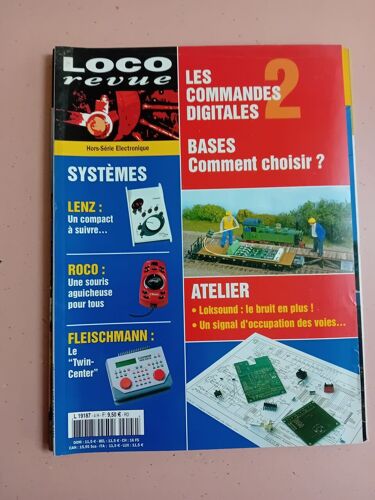 LOCO
revue
Hors-Série Electronique
LES
COMMANDES
DIGITALES
2
BASES
Comment choisir ?
SYSTÈMES
LENZ :
Un compact
à suivre...
ROCO :
Une souris
aguicheuse
pour tous
FLEISCHMANN :
Le
"Twin-
Center"
ATELIER
• Loksound : le bruit en plus !
• Un signal d'occupation des voies...